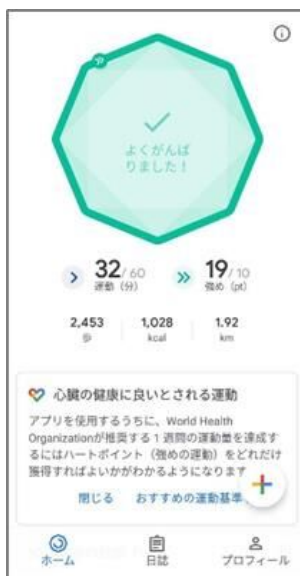 よくがんば
りました！
32/60
運動（分）
19/10
強め（pt）
2,453
歩
1,028
kcal
1.92
km
心臓の健康に良いとされる運動
アプリを使用するうちに、World Health
Organizationが推奨する 1 週間の運動量を達成す
るにはハートポイント（強めの運動）をどれだけ
獲得すればよいかがわかるようになります
閉じる
おすすめの運動基準
ホーム
日誌
プロフィール